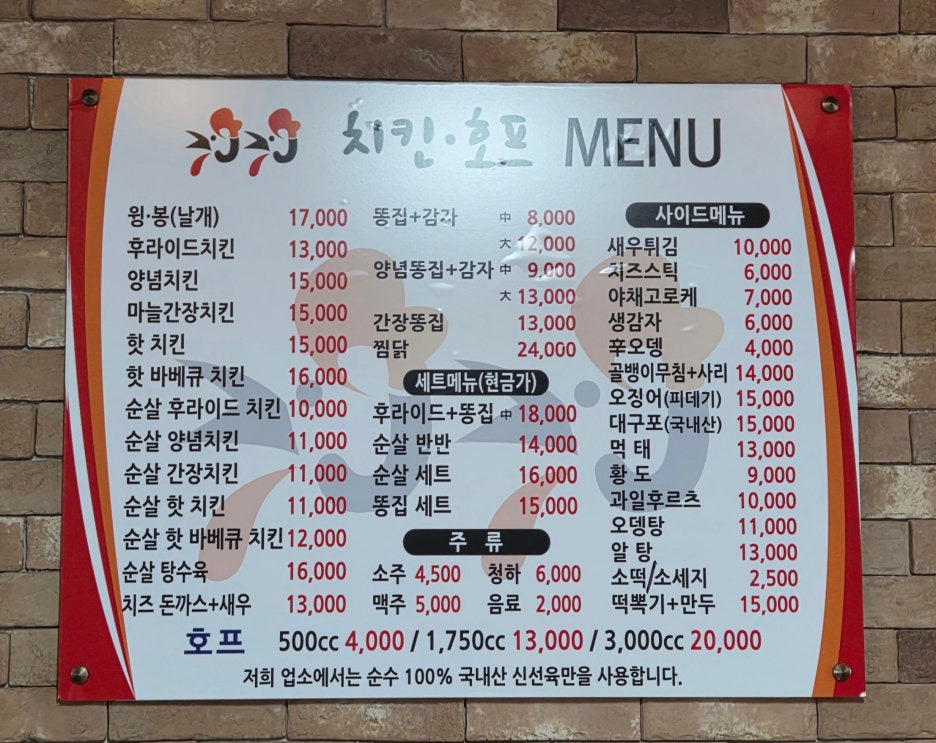 치킨·호프 MENU
윙·봉(날개) 17,000
후라이드치킨 13,000
양념치킨 15,000
마늘간장치킨 15,000
핫 치킨 15,000
핫 바베큐 치킨 16,000
순살 후라이드 치킨 10,000
순살 양념치킨 11,000
순살 간장치킨 11,000
순살 핫 치킨 11,000
순살 핫 바베큐 치킨 12,000
순살 탕수육 16,000
치즈 돈까스+새우 13,000
똥집+감자 中 8,000
大 12,000
양념똥집+감자 中 9,000
大 13,000
간장똥집 13,000
찜닭 24,000
세트메뉴(현금가)
후라이드+똥집 中 18,000
순살 반반 14,000
순살 세트 16,000
똥집 세트 15,000
주 류
소주 4,500 청하 6,000
맥주 5,000 음료 2,000
사이드메뉴
새우튀김 10,000
치즈스틱 6,000
야채고로케 7,000
생감자 6,000
후오뎅 4,000
골뱅이무침+사리 14,000
오징어(피데기) 15,000
대구포(국내산) 15,000
먹 태 13,000
황 도 9,000
과일후르츠 10,000
오뎅탕 11,000
알 탕 13,000
소떡/소세지 2,500
떡뽁기+만두 15,000
호프 500cc 4,000 / 1,750cc 13,000 / 3,000cc 20,000
저희 업소에서는 순수 100% 국내산 신선육만을 사용합니다.